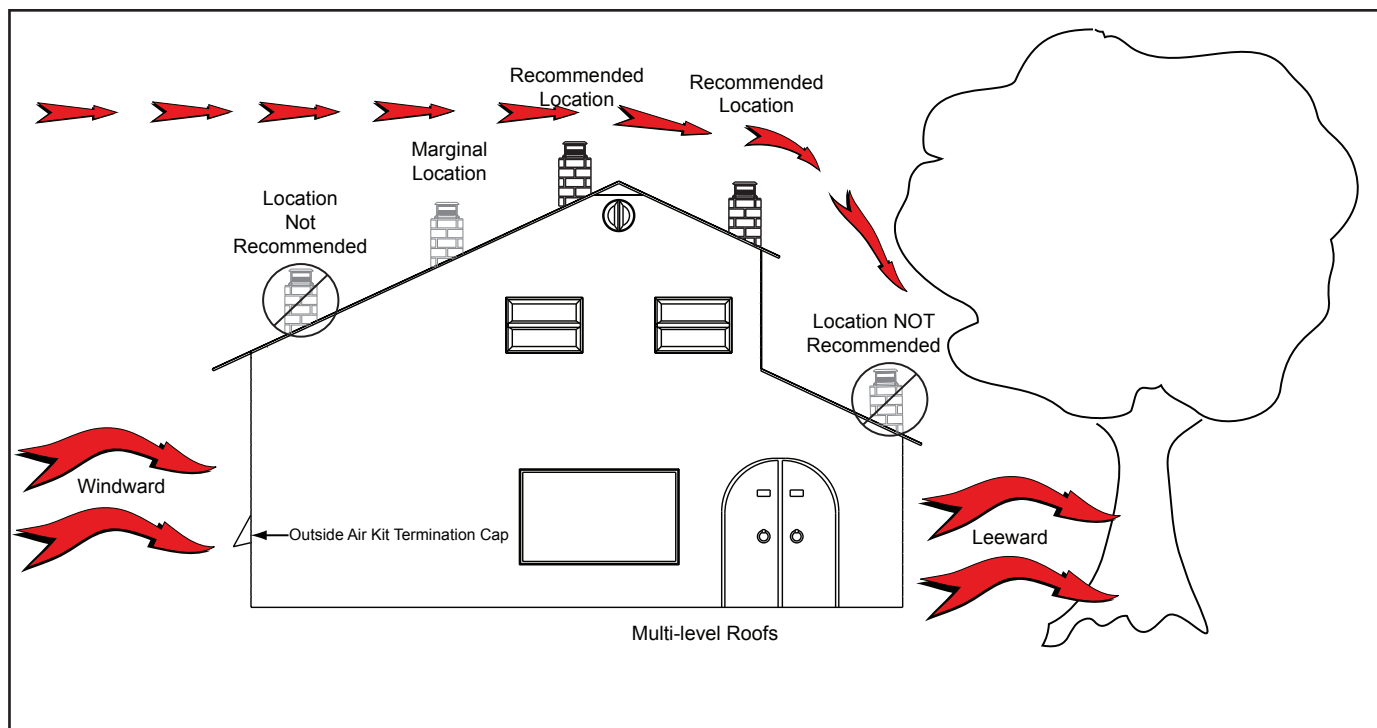 Recommended
Location
Recommended
Location
Marginal
Location
Location
Not
Recommended
Location NOT
Recommended
Windward
Outside Air Kit Termination Cap
Leeward
Multi-level Roofs